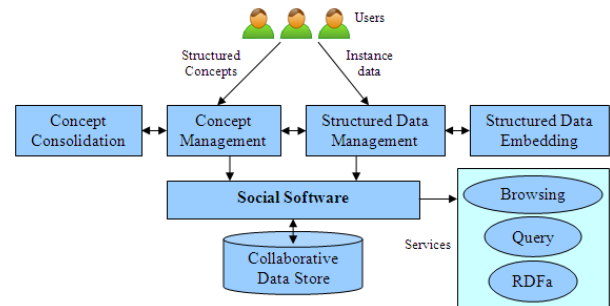 Users
Structured
Concepts
Instance
data
Concept
Consolidation
Concept
Management
Structured Data
Management
Structured Data
Embedding
Social Software
Services
Browsing
Query
RDFa
Collaborative
Data Store